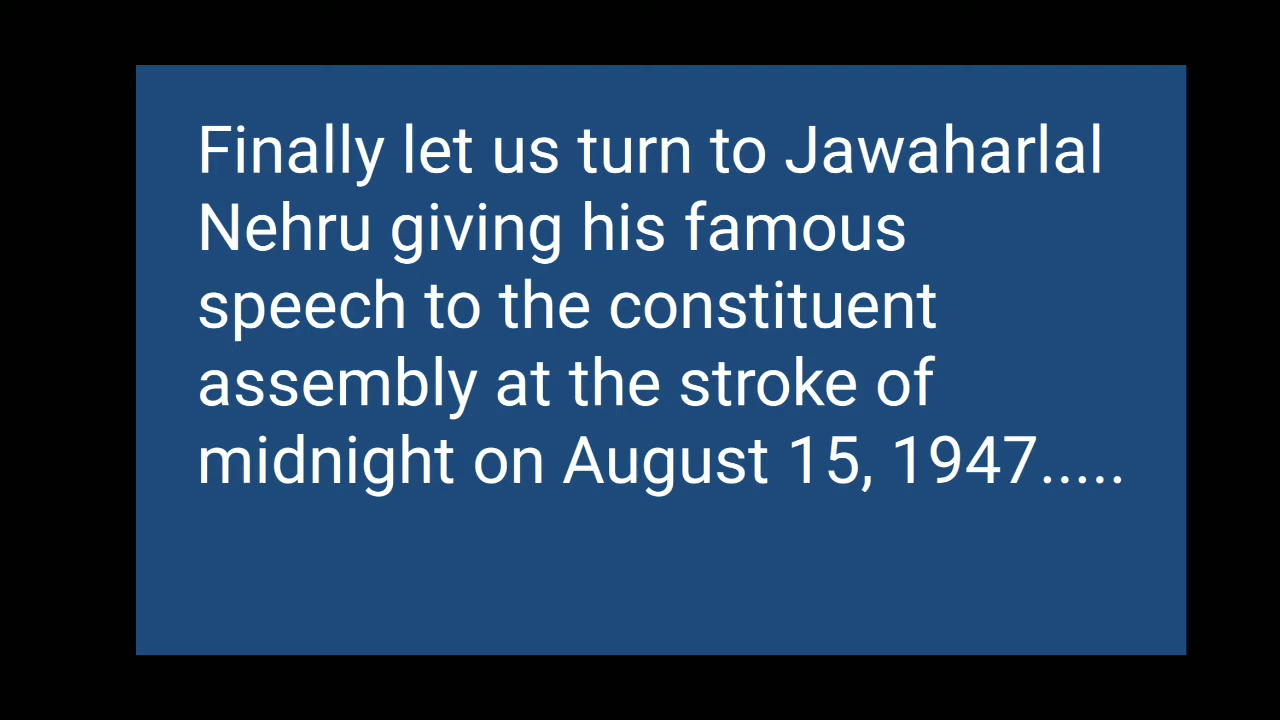 Finally let us turn to Jawaharlal
Nehru giving his famous
speech to the constituent
assembly at the stroke of
midnight on August 15, 1947.....